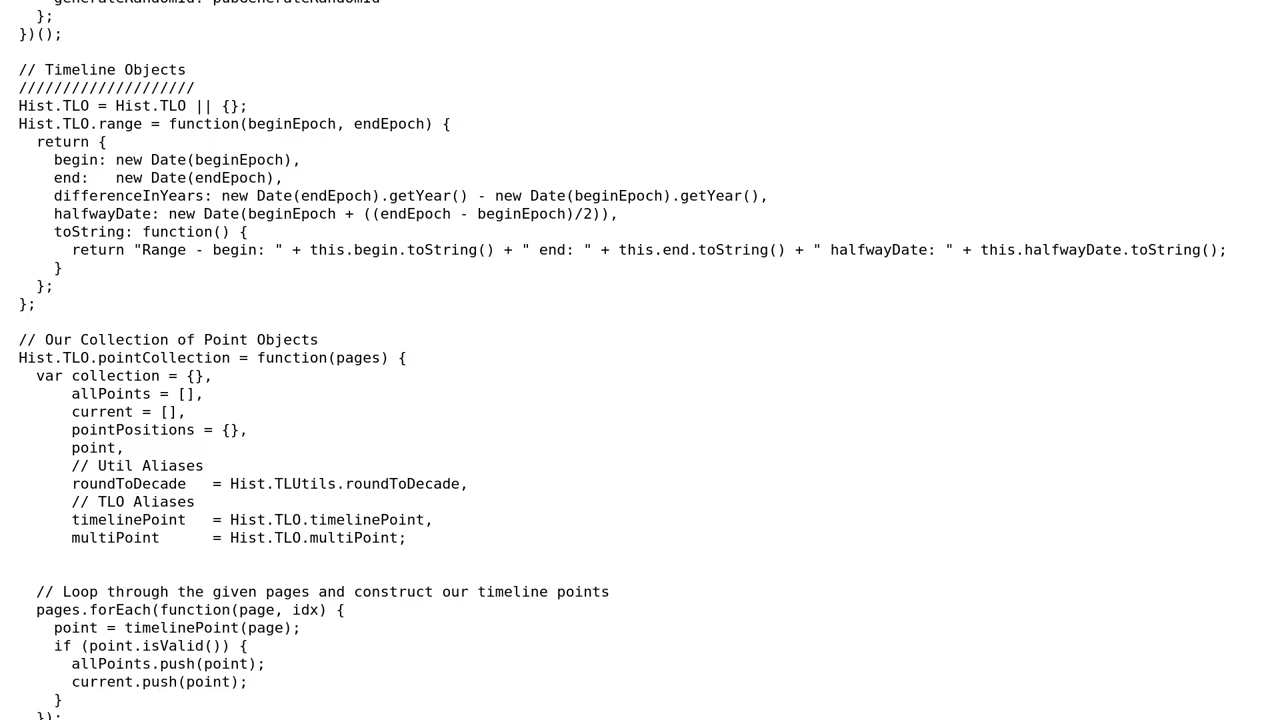 generateRandomId: pubGenerateRandomId
  };
})();

// Timeline Objects
////////////////////
Hist.TLO = Hist.TLO || {};
Hist.TLO.range = function(beginEpoch, endEpoch) {
  return {
    begin: new Date(beginEpoch),
    end:   new Date(endEpoch),
    differenceInYears: new Date(endEpoch).getYear() - new Date(beginEpoch).getYear(),
    halfwayDate: new Date(beginEpoch + ((endEpoch - beginEpoch)/2)),
    toString: function() {
      return "Range - begin: " + this.begin.toString() + " end: " + this.end.toString() + " halfwayDate: " + this.halfwayDate.toString();
    }
  };
};

// Our Collection of Point Objects
Hist.TLO.pointCollection = function(pages) {
  var collection = {},
      allPoints = [],
      current = [],
      pointPositions = {},
      point,
      // Util Aliases
      roundToDecade   = Hist.TLUtils.roundToDecade,
      // TLO Aliases
      timelinePoint   = Hist.TLO.timelinePoint,
      multiPoint      = Hist.TLO.multiPoint;


  // Loop through the given pages and construct our timeline points
  pages.forEach(function(page, idx) {
    point = timelinePoint(page);
    if (point.isValid()) {
      allPoints.push(point);
      current.push(point);
    }
  });